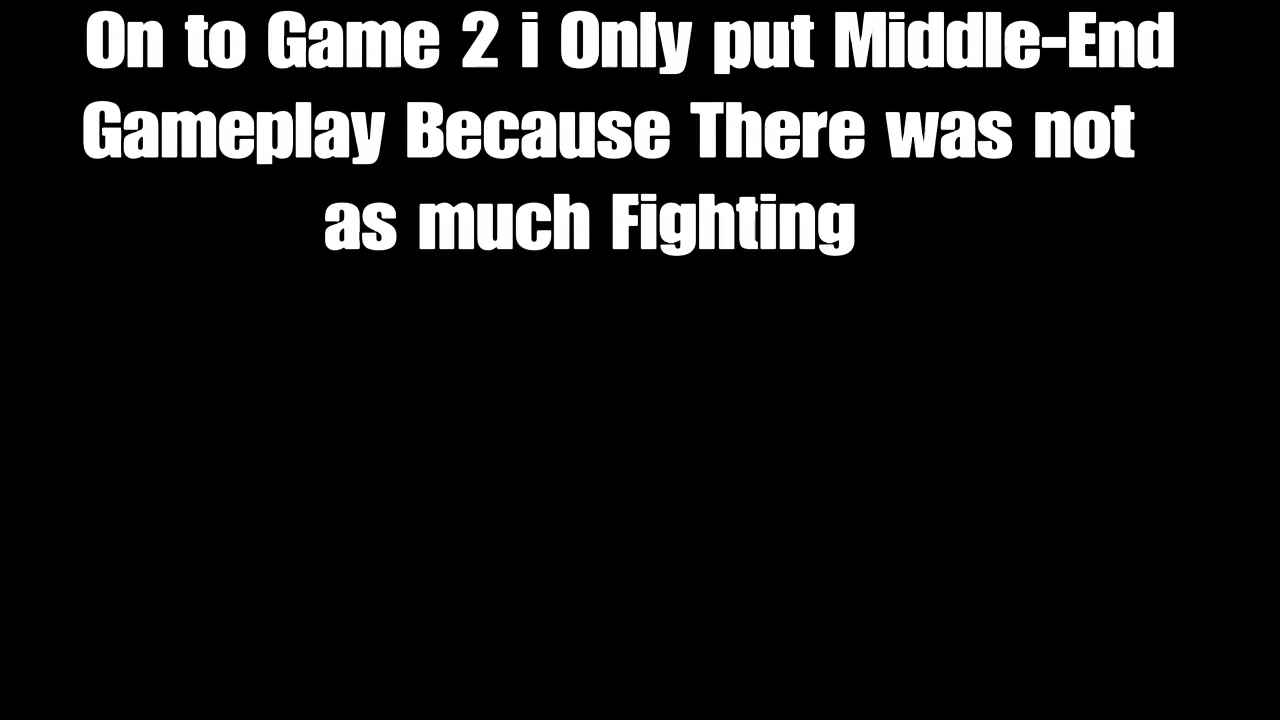 On to Game 2 i Only put Middle-End
Gameplay Because There was not
as much Fighting